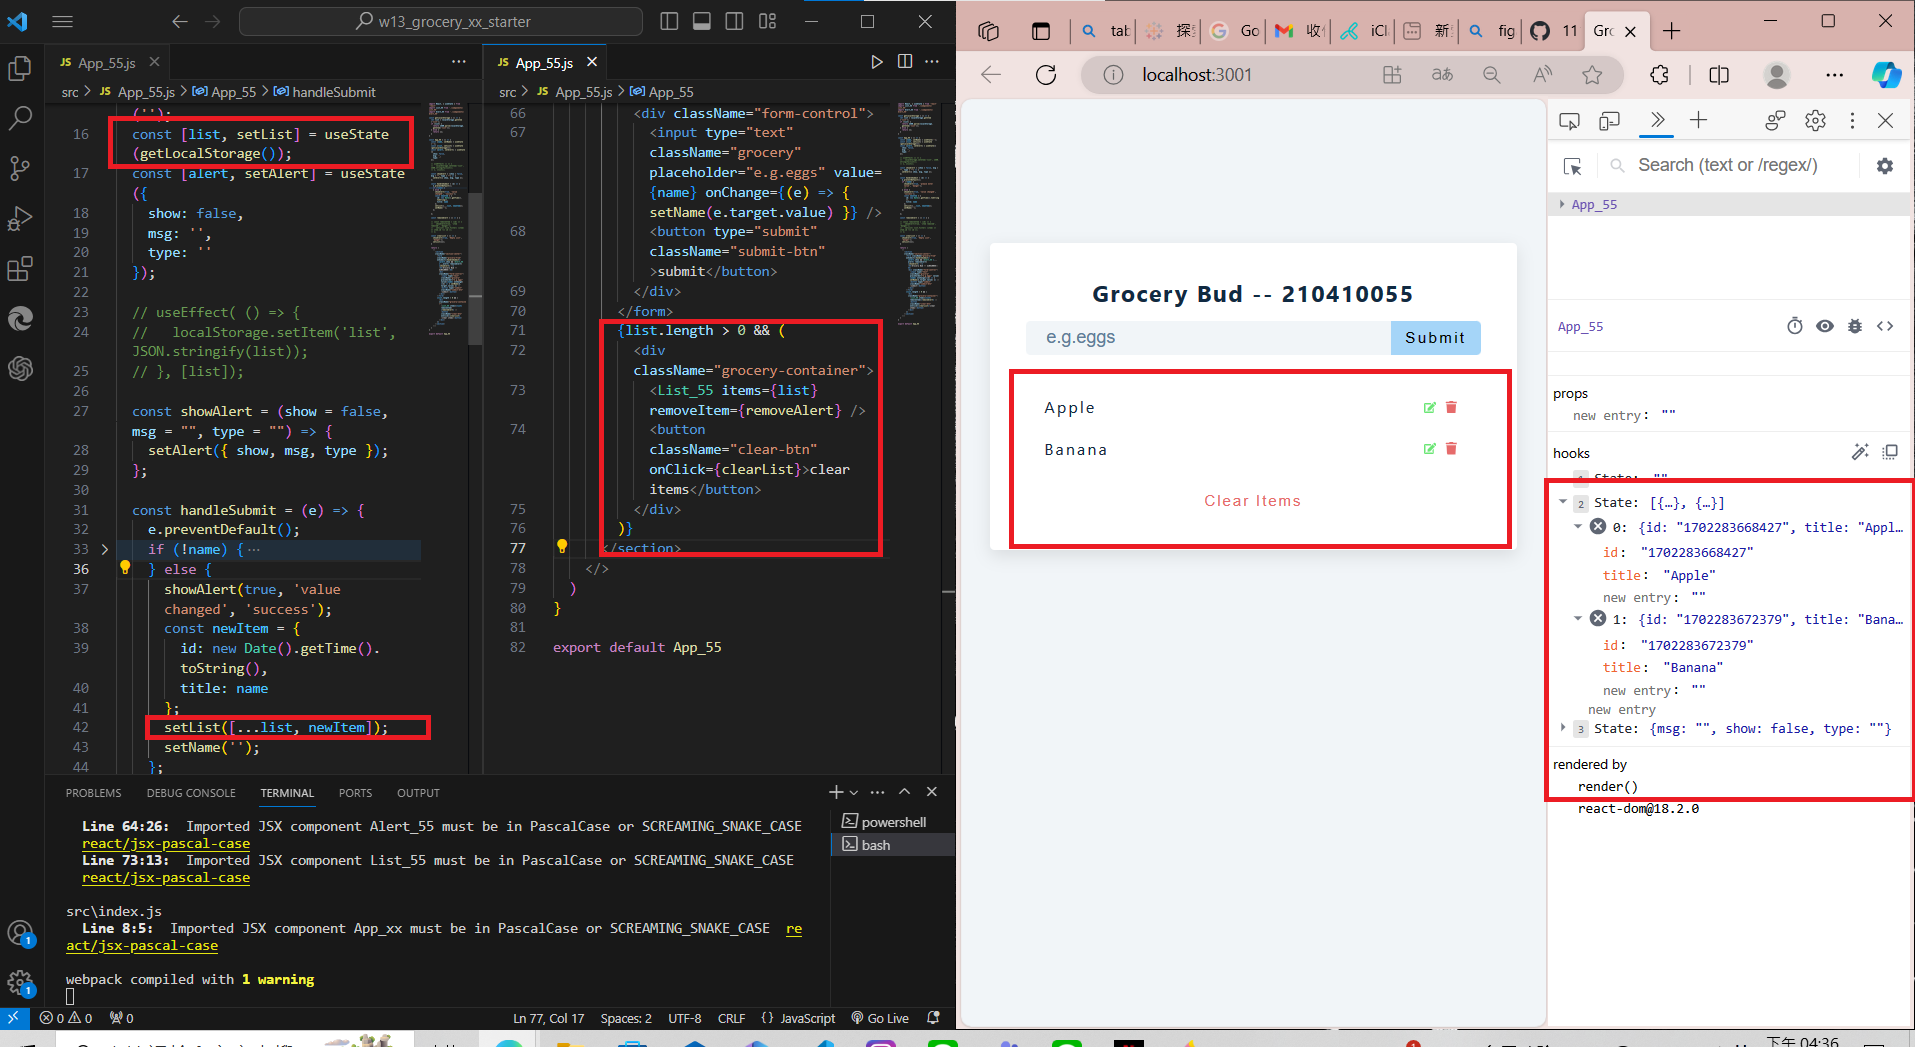 w13_grocery_xx_starter
JS App_55.js
src > JS App_55.js > App_55 > handleSubmit
('');
16 const [list, setList] = useState
(getLocalStorage());
17 const [alert, setAlert] = useState
({
18 show: false,
19 msg: '',
20 type: ''
21 });
22
23 // useEffect( () => {
24 //   localStorage.setItem('list',
JSON.stringify(list));
25 // }, [list]);
26
27 const showAlert = (show = false,
msg = "", type = "") => {
28 setAlert({ show, msg, type });
29 };
30
31 const handleSubmit = (e) => {
32 e.preventDefault();
33 if (!name) { ···
36 } else {
37 showAlert(true, 'value
changed', 'success');
38 const newItem = {
39 id: new Date().getTime().
toString(),
40 title: name
41 };
42 setList([...list, newItem]);
43 setName('');
44 };
JS App_55.js
src > JS App_55.js > App_55
66 <div className="form-control">
67 <input type="text"
className="grocery"
placeholder="e.g.eggs" value=
{name} onChange={(e) => {
setName(e.target.value) }} />
68 <button type="submit"
className="submit-btn"
>submit</button>
69 </div>
70 </form>
71 {list.length > 0 && (
72 <div
className="grocery-container">
73 <List_55 items={list}
removeItem={removeAlert} />
74 <button
className="clear-btn"
onClick={clearList}>clear
items</button>
75 </div>
76 )}
77 </section>
78 </>
79 )
80 }
81
82 export default App_55
PROBLEMS DEBUG CONSOLE TERMINAL PORTS OUTPUT
Line 64:26:  Imported JSX component Alert_55 must be in PascalCase or SCREAMING_SNAKE_CASE
react/jsx-pascal-case
Line 73:13:  Imported JSX component List_55 must be in PascalCase or SCREAMING_SNAKE_CASE
react/jsx-pascal-case
src\index.js
Line 8:5:  Imported JSX component App_xx must be in PascalCase or SCREAMING_SNAKE_CASE  re
act/jsx-pascal-case
webpack compiled with 1 warning
powershell
bash
1
1
0 0 0 Ln 77, Col 17 Spaces: 2 UTF-8 CRLF {} JavaScript Go Live
tab Go iCl fig 11 Gro
localhost:3001
Grocery Bud -- 210410055
e.g.eggs Submit
Apple
Banana
Clear Items
Search (text or /regex/)
App_55
App_55
props
new entry: ""
hooks
1 State: ""
2 State: [{…}, {…}]
0: {id: "1702283668427", title: "Appl…
id: "1702283668427"
title: "Apple"
new entry: ""
1: {id: "1702283672379", title: "Bana…
id: "1702283672379"
title: "Banana"
new entry: ""
new entry
3 State: {msg: "", show: false, type: ""}
rendered by
render()
react-dom@18.2.0
下午 04:36